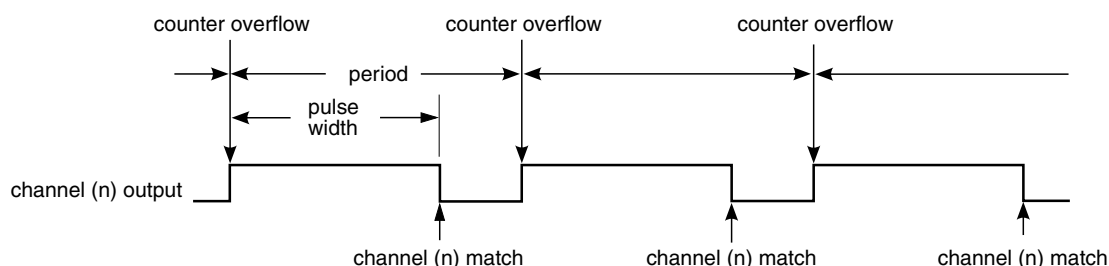 counter overflow counter overflow counter overflow
period
pulse
width
channel (n) output
channel (n) match channel (n) match channel (n) match